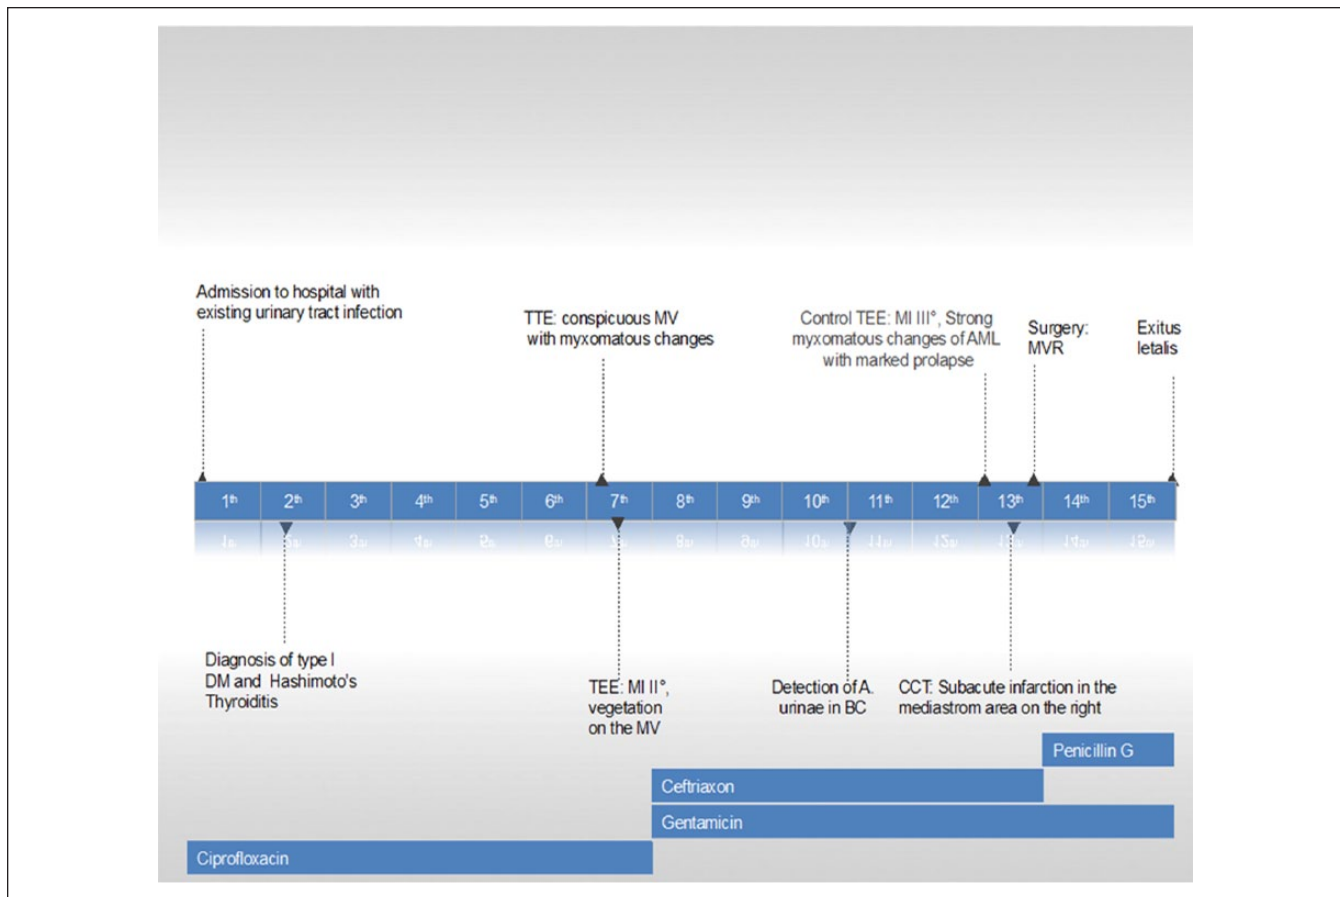 Admission to hospital with
existing urinary tract infection
TTE: conspicuous MV
with myxomatous changes
Control TEE: MI III°, Strong
myxomatous changes of AML
with marked prolapse
Surgery:
MVR
Exitus
letalis
1th 2th 3th 4th 5th 6th 7th 8th 9th 10th 11th 12th 13th 14th 15th
Diagnosis of type I
DM and Hashimoto's
Thyroiditis
TEE: MI II°,
vegetation
on the MV
Detection of A.
urinae in BC
CCT: Subacute infarction in the
mediastrom area on the right
Penicillin G
Ceftriaxon
Gentamicin
Ciprofloxacin